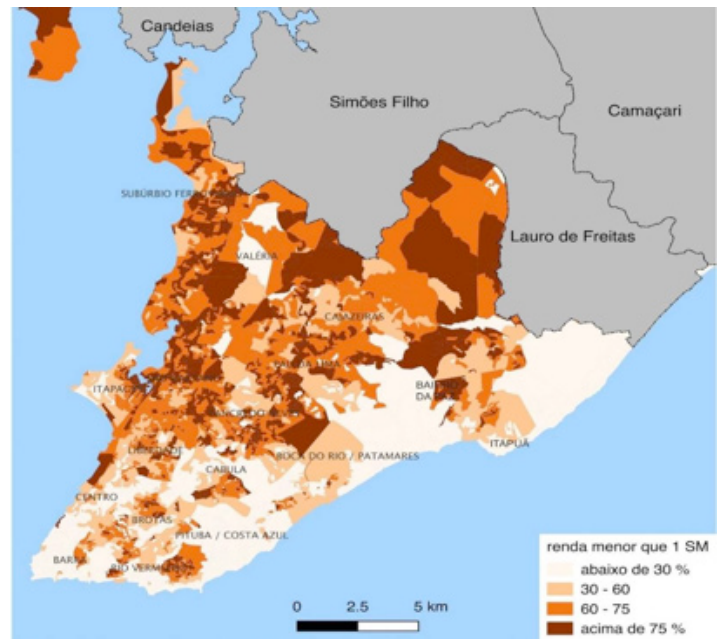 Candeias
Simões Filho
Camaçari
SUBÚRBIO
Lauro de Freitas
VALÉRIA
CAJAZEIRAS
BAIRRO
DA PAZ
ITAPUÃ
BOCA DO RIO / PATAMARES
LIBERDADE
CABULA
CENTRO
BROTAS
PITUBA / COSTA AZUL
BARRA
RIO VERMELHO
renda menor que 1 SM
abaixo de 30 %
30 - 60
60 - 75
acima de 75 %
0 2.5 5 km